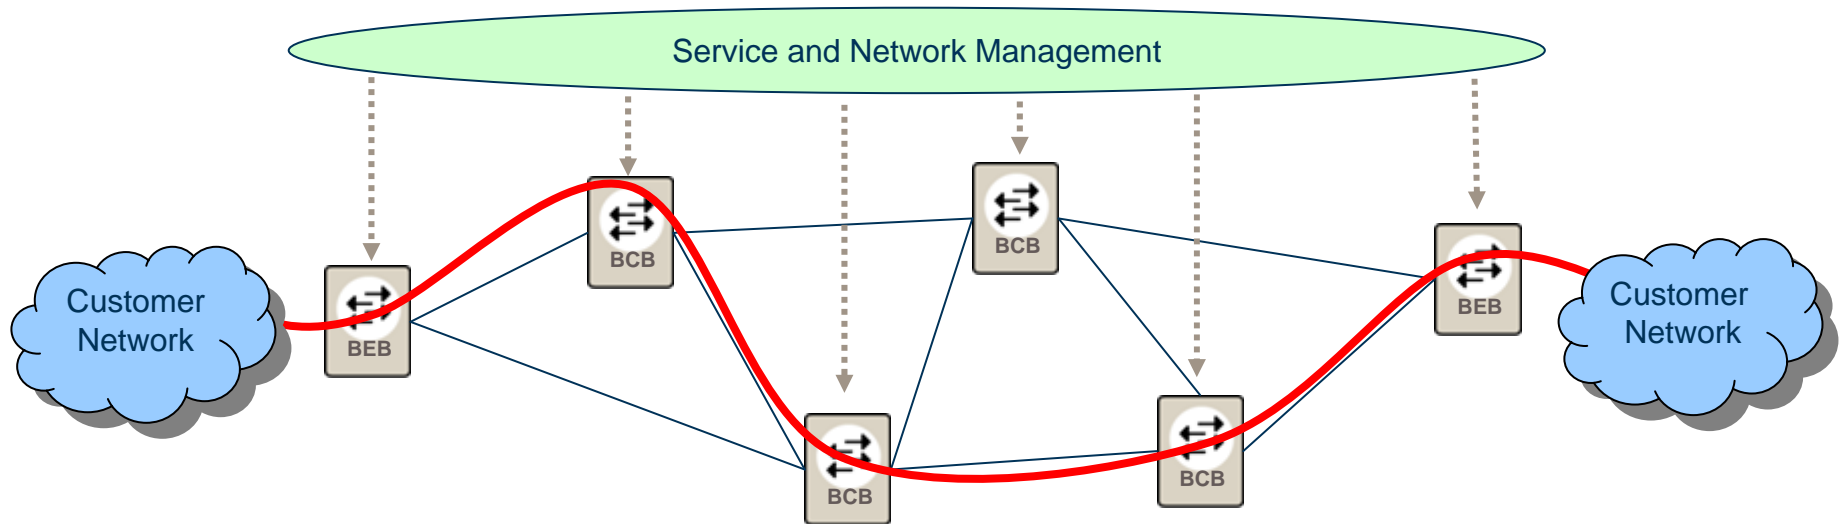 Service and Network Management
BCB
BCB
Customer
Network
BEB
BEB
Customer
Network
BCB
BCB